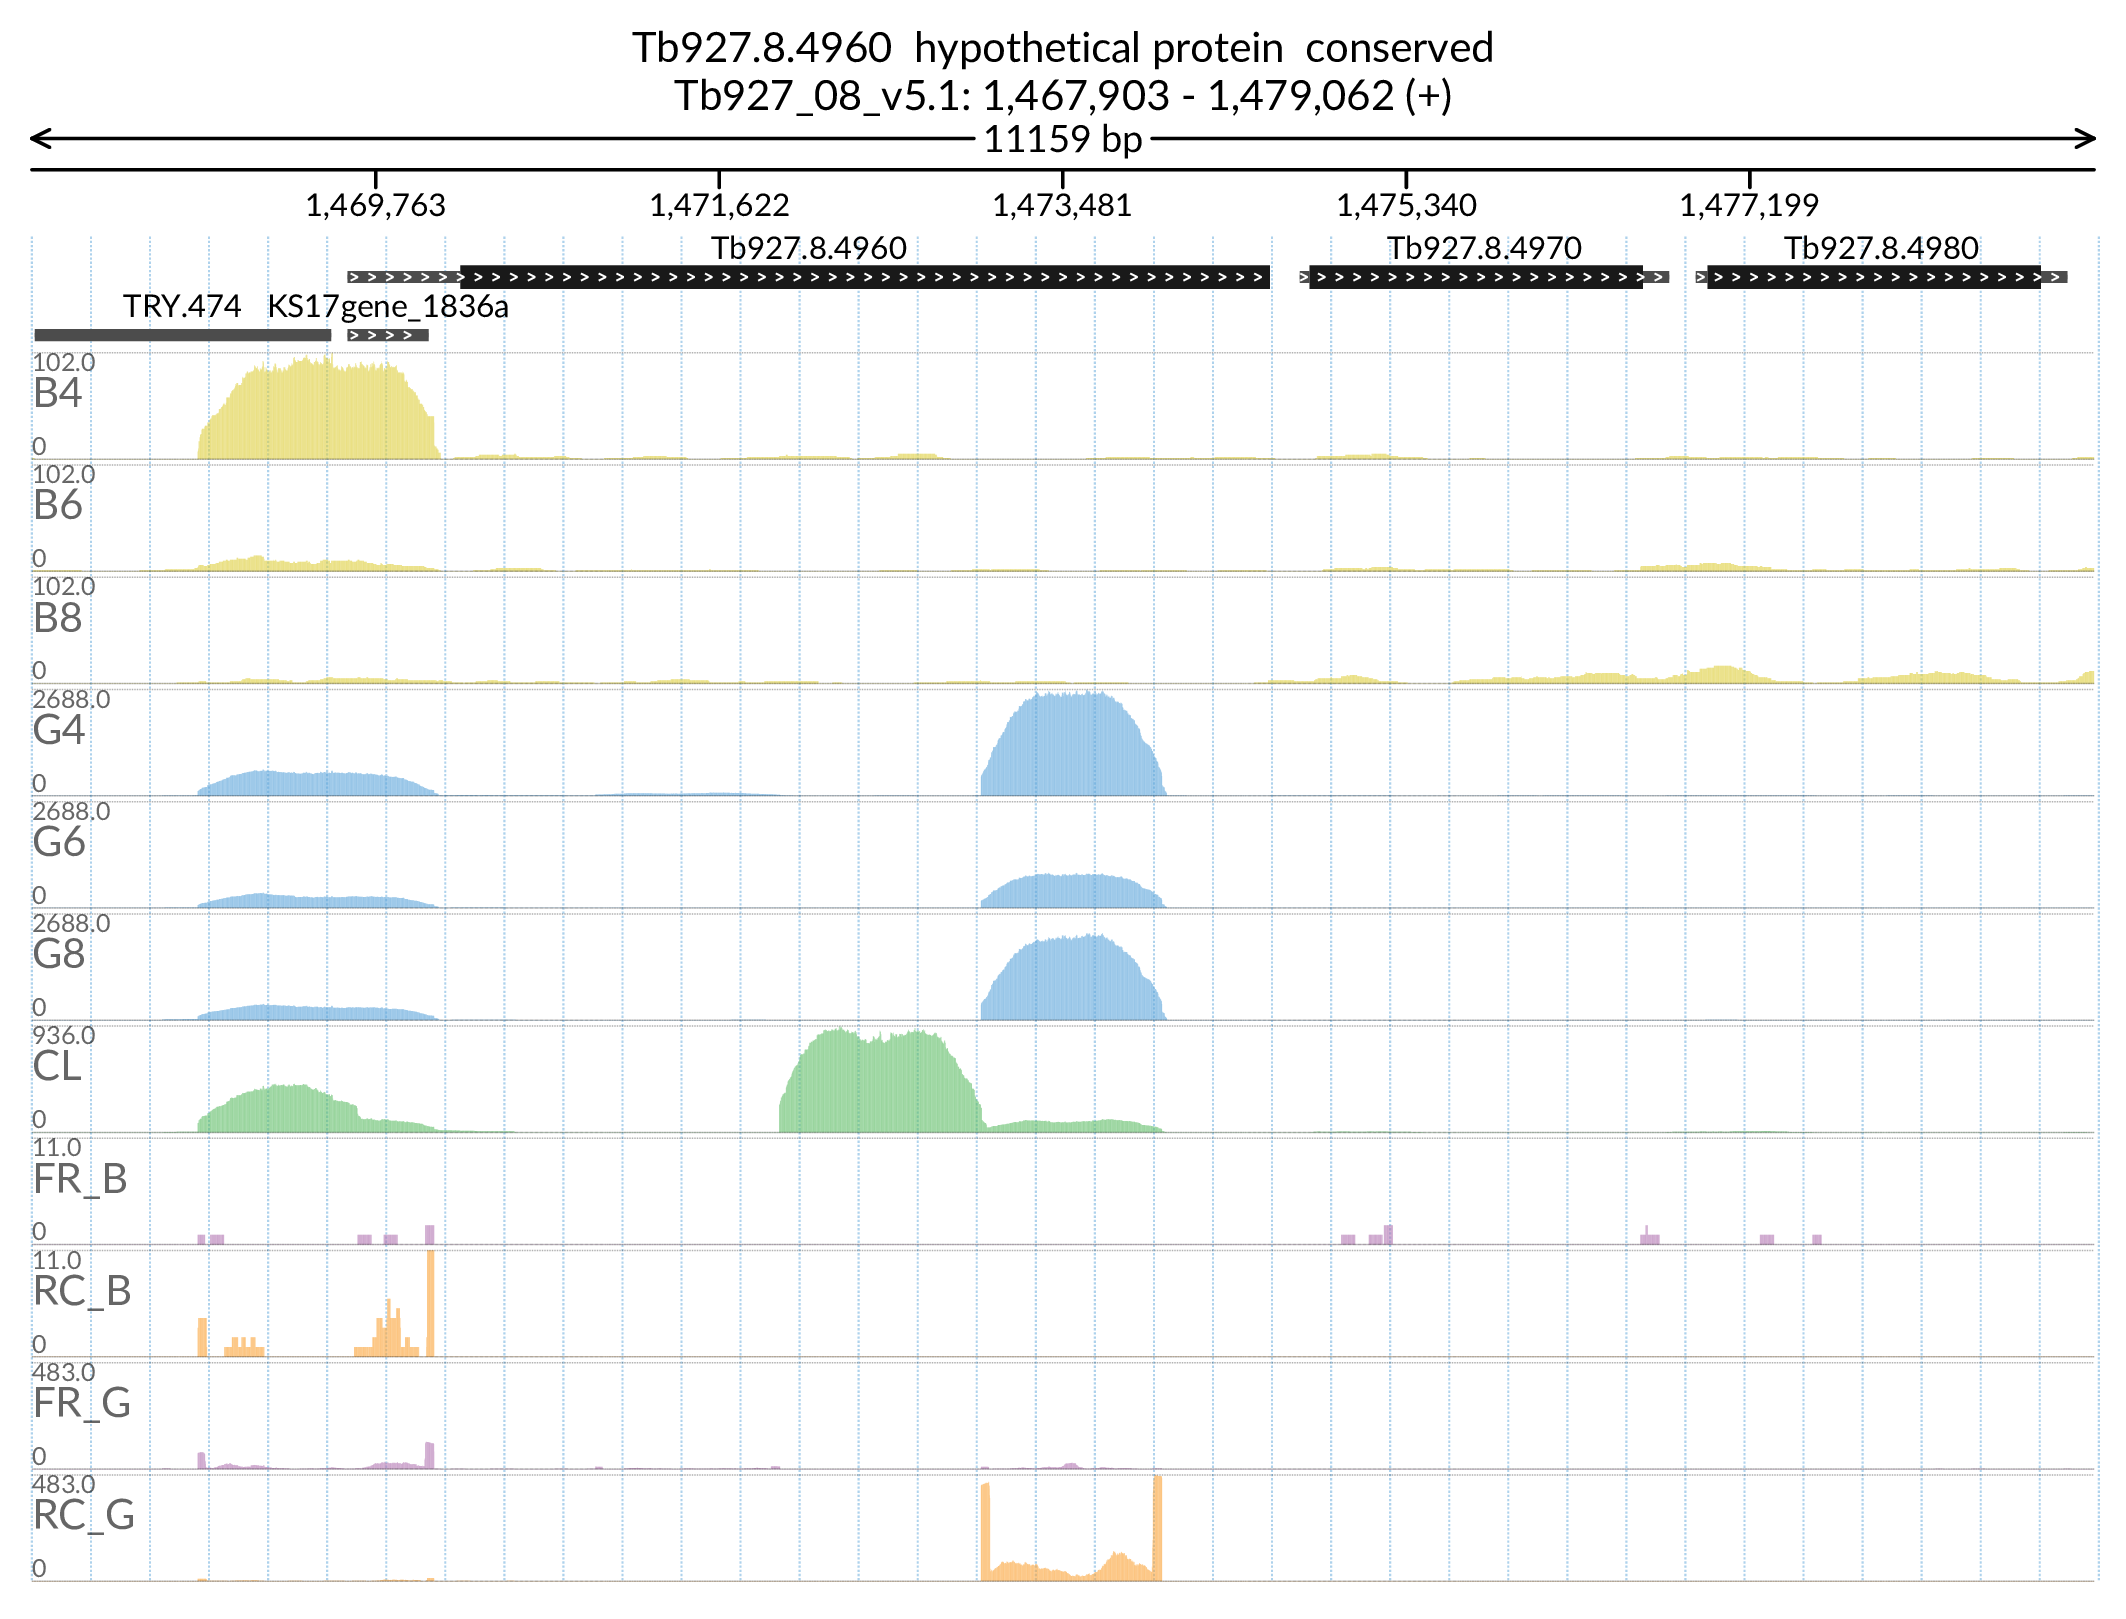 Tb927.8.4960 hypothetical protein conserved
Tb927_08_v5.1: 1,467,903 - 1,479,062 (+)
11159 bp
1,469,763 1,471,622 1,473,481 1,475,340 1,477,199
Tb927.8.4960 Tb927.8.4970 Tb927.8.4980
TRY.474 KS17gene_1836a
102.0
B4
0
102.0
B6
0
102.0
B8
0
2688.0
G4
0
2688.0
G6
0
2688.0
G8
0
936.0
CL
0
11.0
FR_B
0
11.0
RC_B
0
483.0
FR_G
0
483.0
RC_G
0